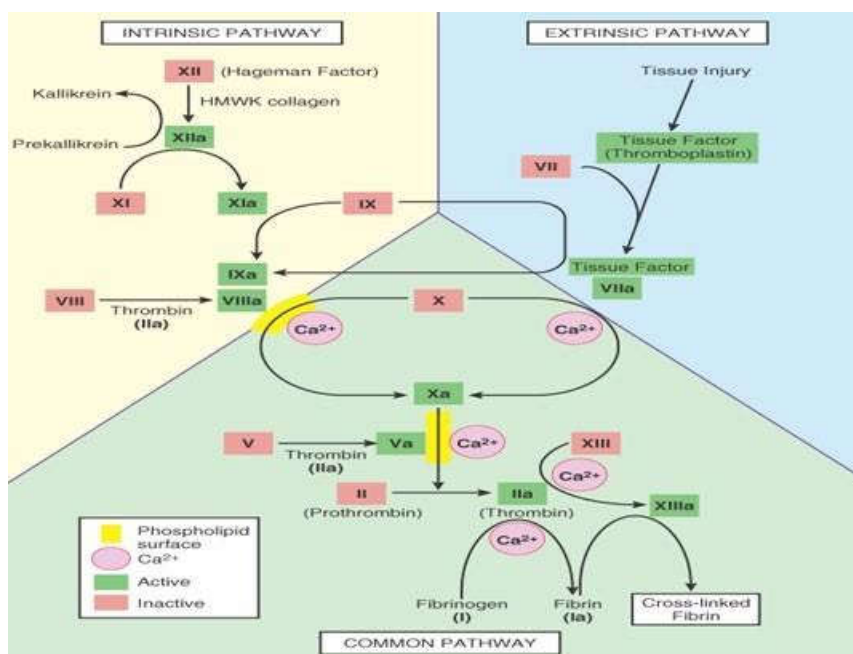 INTRINSIC PATHWAY
EXTRINSIC PATHWAY
XII (Hageman Factor)
Kallikrein
HMWK collagen
Prekallikrein
XIIa
XI
XIa
IX
Tissue Injury
Tissue Factor
(Thromboplastin)
VII
Tissue Factor
VIIa
IXa
VIII
Thrombin
(IIa)
VIIIa
Ca2+
X
Ca2+
Xa
V
Thrombin
(IIa)
Va
Ca2+
XIII
Ca2+
II
(Prothrombin)
IIa
(Thrombin)
XIIIa
Ca2+
Fibrinogen
(I)
Fibrin
(Ia)
Cross-linked
Fibrin
Phospholipid
surface
Ca2+
Active
Inactive
COMMON PATHWAY